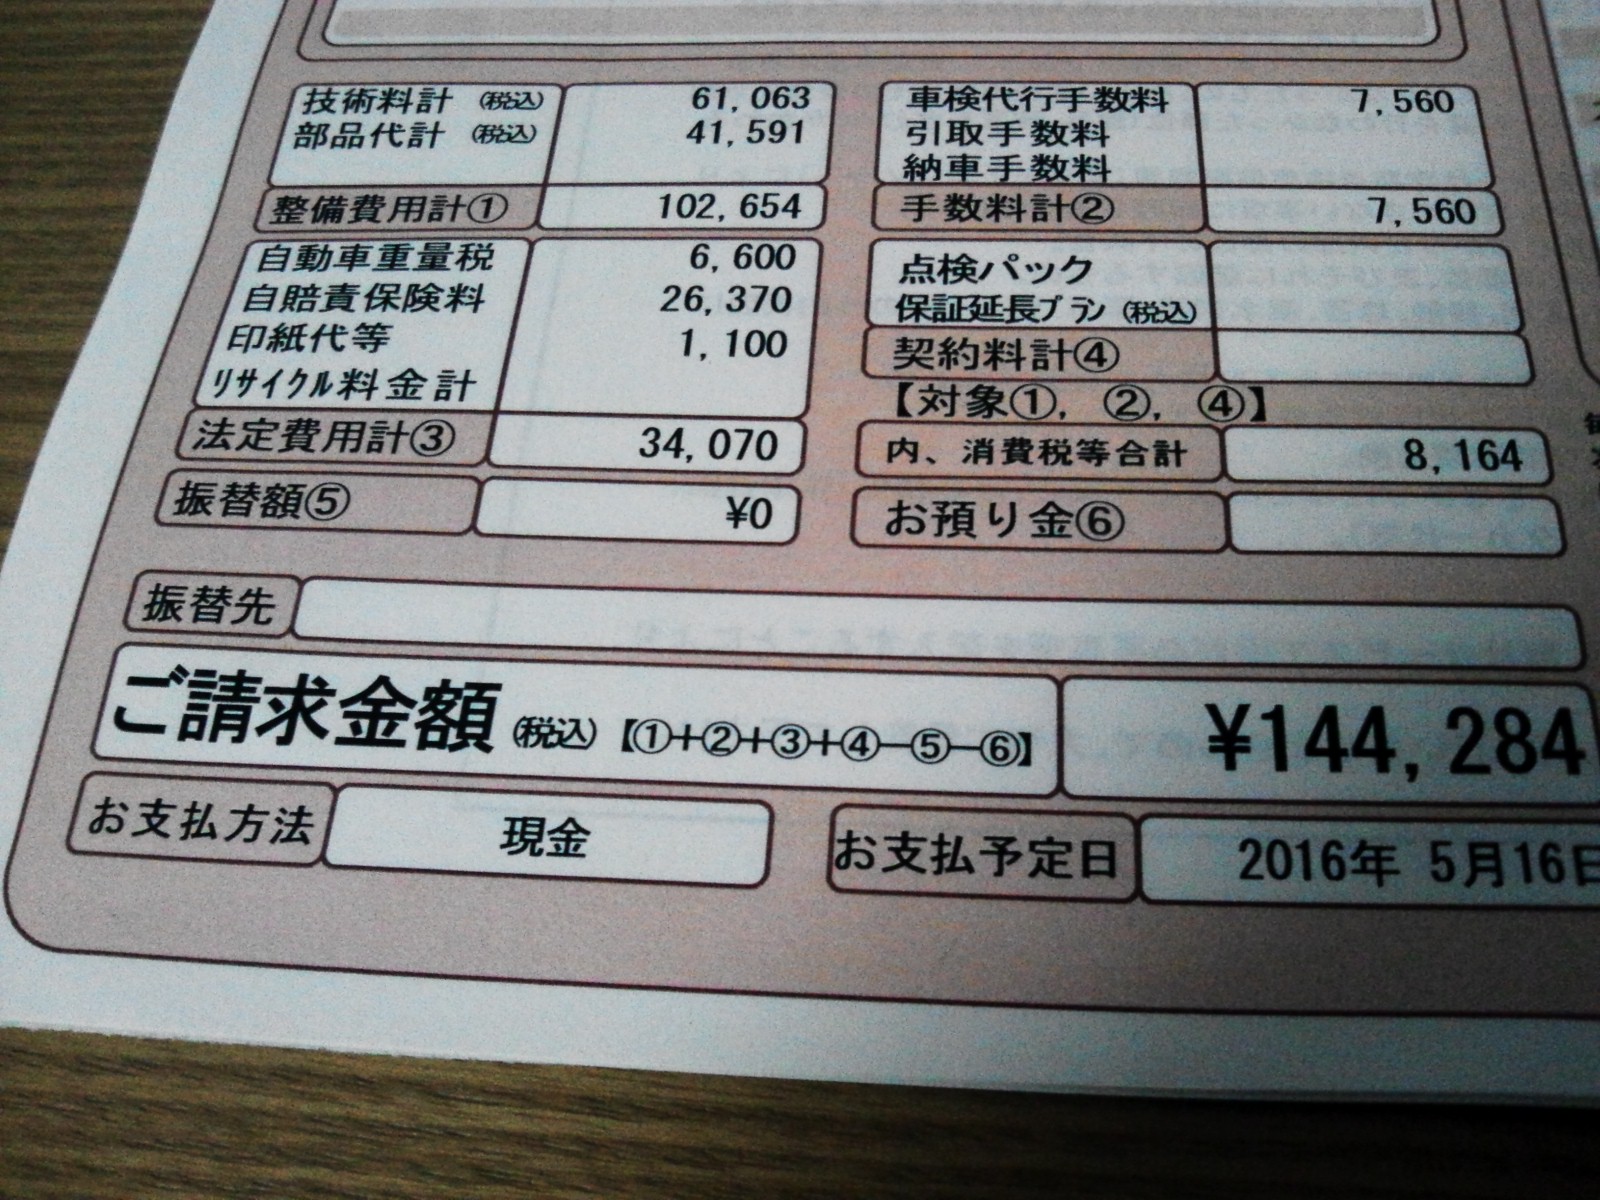 技術料計 (税込) 61,063
部品代計 (税込) 41,591
整備費用計① 102,654
自動車重量税 6,600
自賠責保険料 26,370
印紙代等 1,100
リサイクル料金計
法定費用計③ 34,070
振替額⑤ ¥0
車検代行手数料 7,560
引取手数料
納車手数料
手数料計② 7,560
点検パック
保証延長プラン (税込)
契約料計④
【対象①, ②, ④】
内、消費税等合計 8,164
お預り金⑥
振替先
ご請求金額 (税込) 【①+②+③+④-⑤-⑥】 ¥144,284
お支払方法 現金
お支払予定日 2016年 5月16日